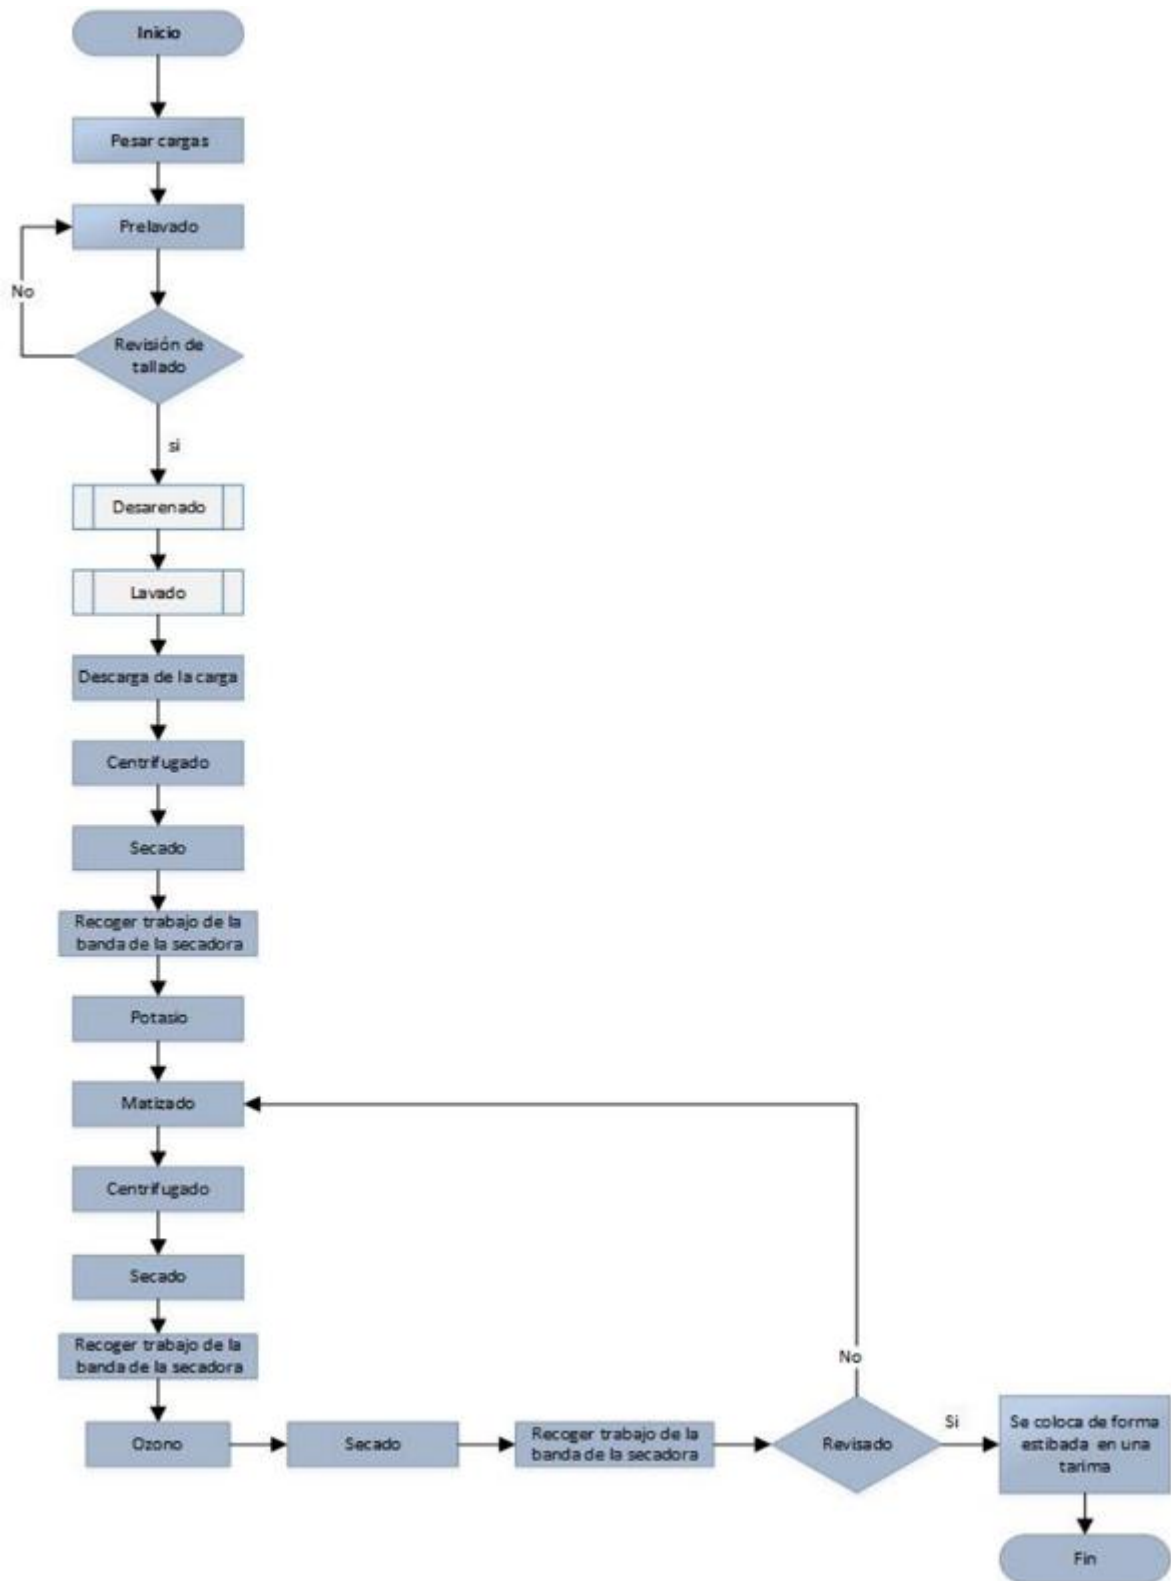 Inicio
Pesar cargas
Prelavado
No
Revisión de
tallado
si
Desarenado
Lavado
Descarga de la carga
Centrifugado
Secado
Recoger trabajo de la
banda de la secadora
Potasio
Matizado
Centrifugado
Secado
Recoger trabajo de la
banda de la secadora
Ozono
Secado
Recoger trabajo de la
banda de la secadora
Revisado
No
Si
Se coloca de forma
estibada en una
tarima
Fin